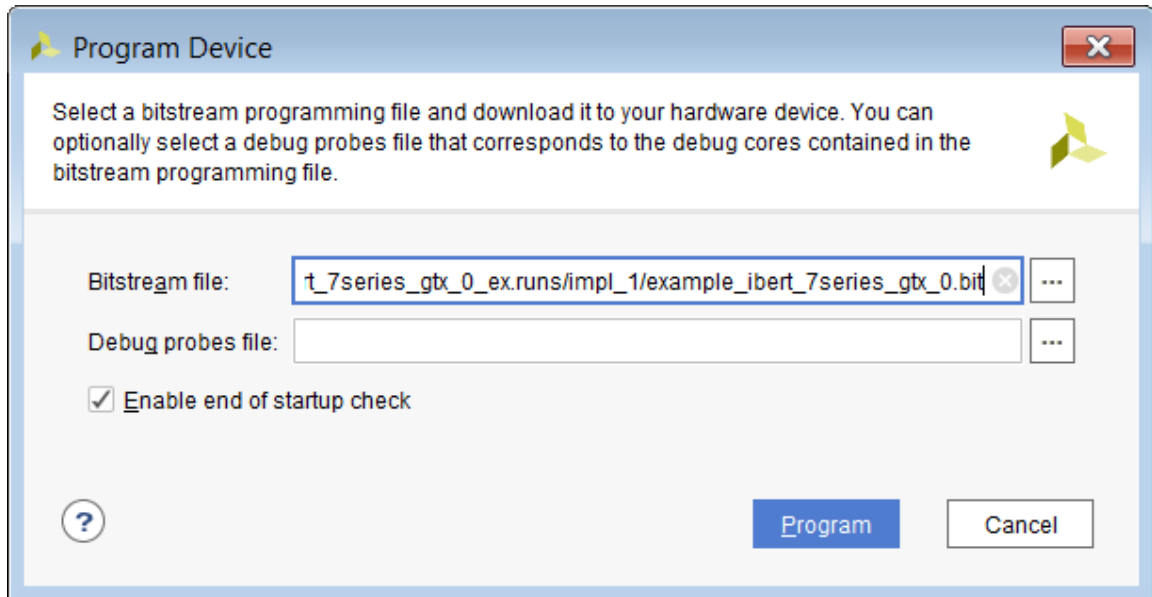 Program Device
Select a bitstream programming file and download it to your hardware device. You can
optionally select a debug probes file that corresponds to the debug cores contained in the
bitstream programming file.
Bitstream file: t_7series_gtx_0_ex.runs/impl_1/example_ibert_7series_gtx_0.bit ...
Debug probes file: ...
Enable end of startup check
? Program Cancel